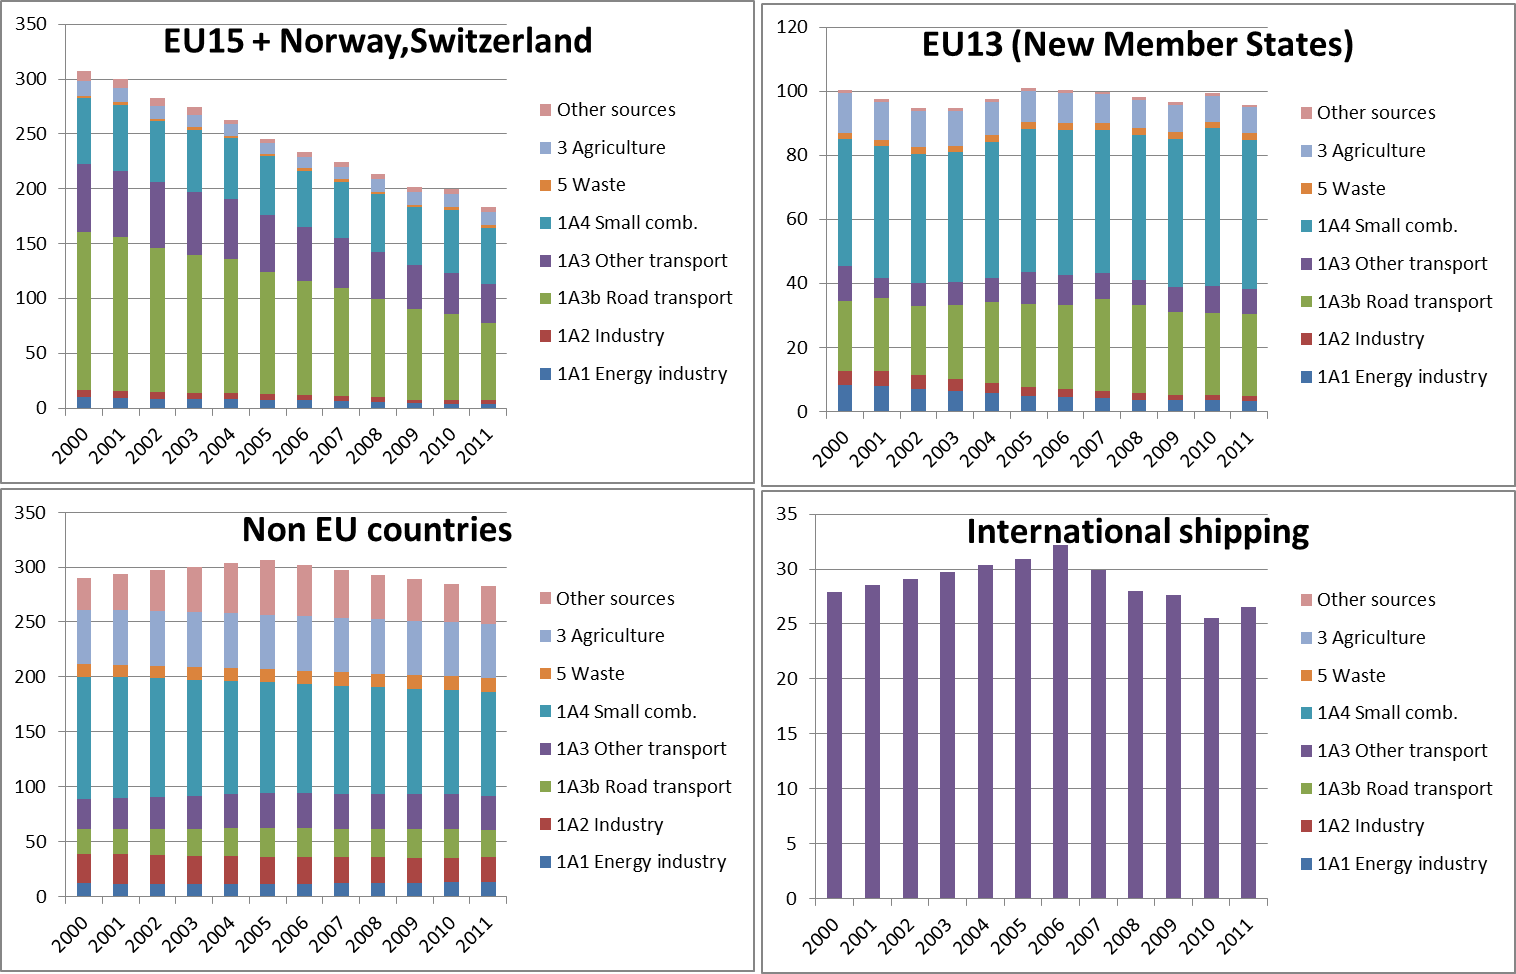 EU15 + Norway,Switzerland
350
300
250
200
150
100
50
0
2000
2001
2002
2003
2004
2005
2006
2007
2008
2009
2010
2011
Other sources
3 Agriculture
5 Waste
1A4 Small comb.
1A3 Other transport
1A3b Road transport
1A2 Industry
1A1 Energy industry
EU13 (New Member States)
120
100
80
60
40
20
0
2000
2001
2002
2003
2004
2005
2006
2007
2008
2009
2010
2011
Other sources
3 Agriculture
5 Waste
1A4 Small comb.
1A3 Other transport
1A3b Road transport
1A2 Industry
1A1 Energy industry
Non EU countries
350
300
250
200
150
100
50
0
2000
2001
2002
2003
2004
2005
2006
2007
2008
2009
2010
2011
Other sources
3 Agriculture
5 Waste
1A4 Small comb.
1A3 Other transport
1A3b Road transport
1A2 Industry
1A1 Energy industry
International shipping
35
30
25
20
15
10
5
0
2000
2001
2002
2003
2004
2005
2006
2007
2008
2009
2010
2011
Other sources
3 Agriculture
5 Waste
1A4 Small comb.
1A3 Other transport
1A3b Road transport
1A2 Industry
1A1 Energy industry